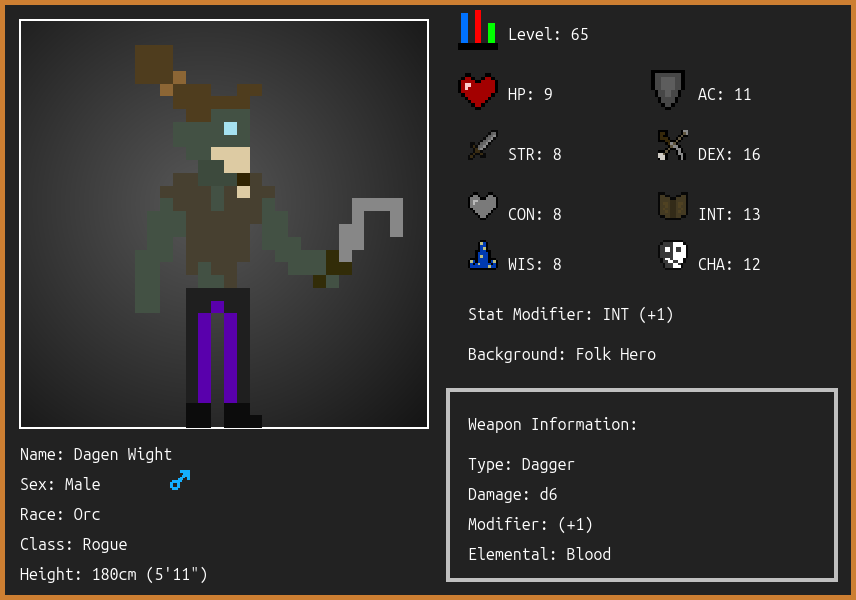 Level: 65
HP: 9
AC: 11
STR: 8
DEX: 16
CON: 8
INT: 13
WIS: 8
CHA: 12
Stat Modifier: INT (+1)
Background: Folk Hero
Weapon Information:
Type: Dagger
Damage: d6
Modifier: (+1)
Elemental: Blood
Name: Dagen Wight
Sex: Male
Race: Orc
Class: Rogue
Height: 180cm (5'11")